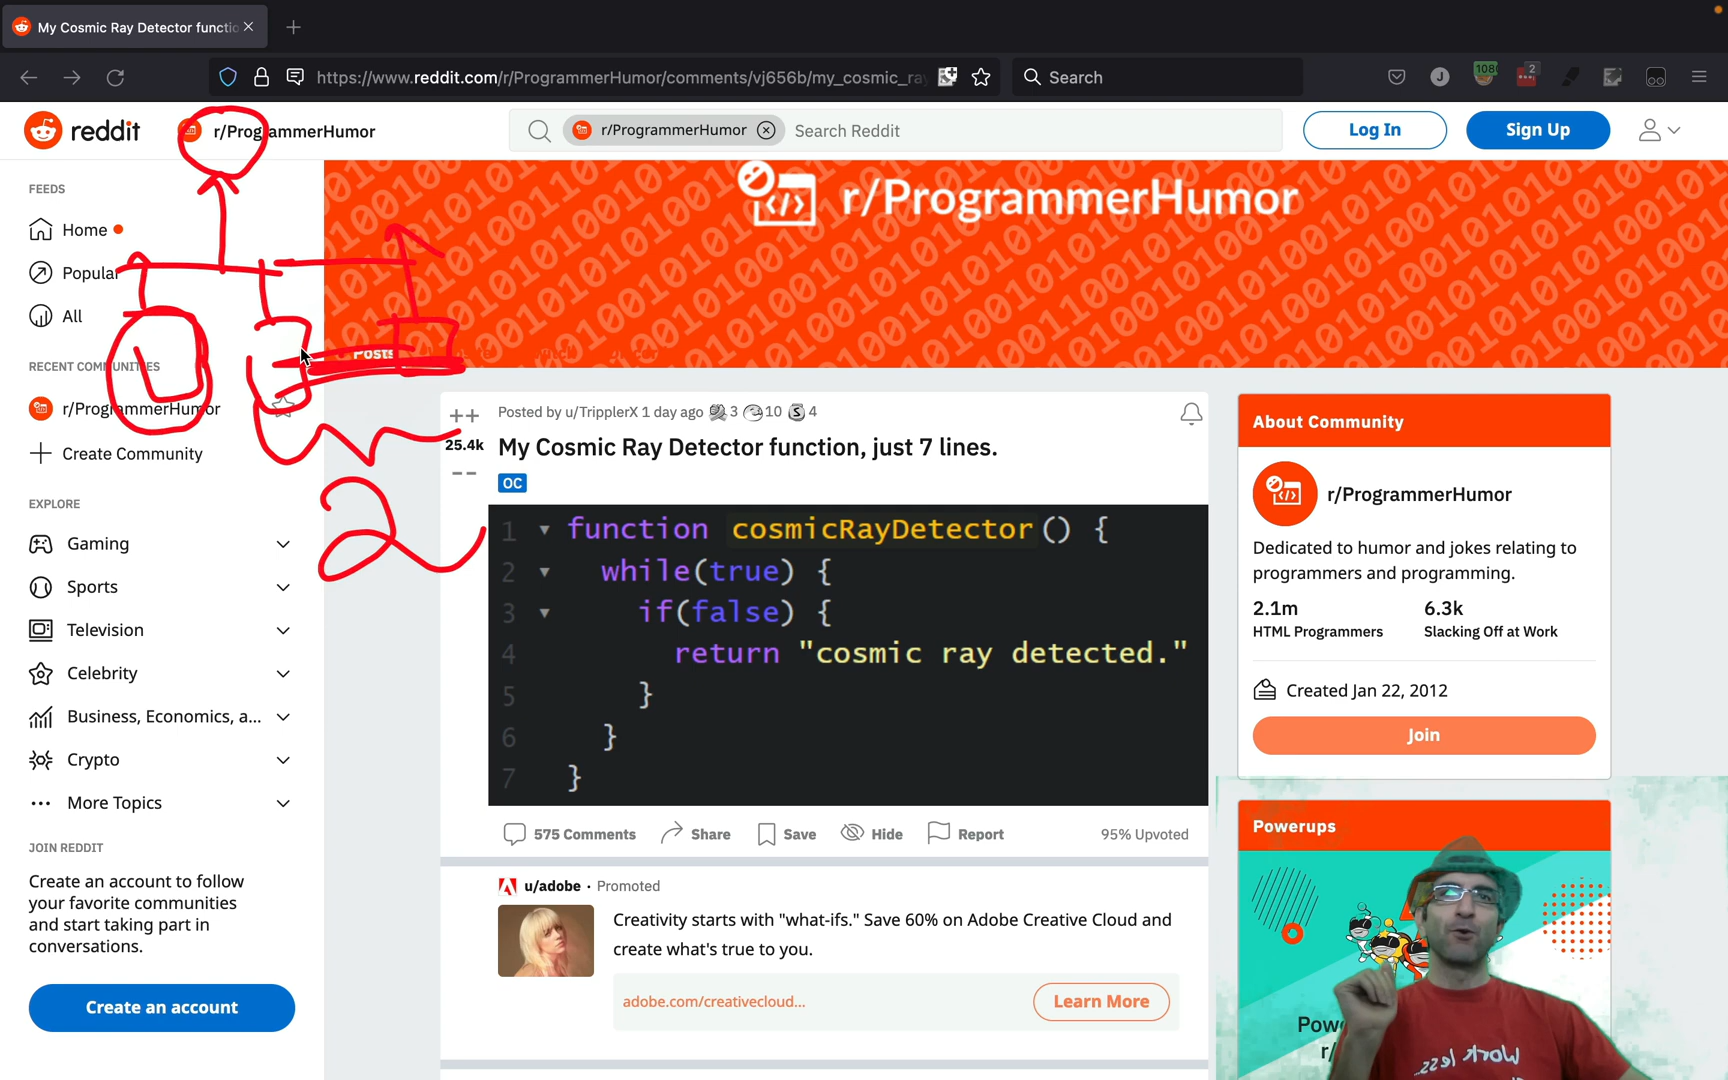 My Cosmic Ray Detector functio
https://www.reddit.com/r/ProgrammerHumor/comments/vj656b/my_cosmic_ra
Search
108
2
reddit
r/ProgrammerHumor
r/ProgrammerHumor
Search Reddit
Log In
Sign Up
FEEDS
Home
Popular
All
RECENT COMMUNITIES
r/ProgrammerHumor
Create Community
EXPLORE
Gaming
Sports
Television
Celebrity
Business, Economics, a...
Crypto
More Topics
JOIN REDDIT
Create an account to follow
your favorite communities
and start taking part in
conversations.
Create an account
r/ProgrammerHumor
Posts
2
++
25.4k
--
Posted by u/TripplerX 1 day ago 3 10 4
My Cosmic Ray Detector function, just 7 lines.
OC
1 function cosmicRayDetector() {
2 while(true) {
3 if(false) {
4 return "cosmic ray detected."
5 }
6 }
7 }
575 Comments
Share
Save
Hide
Report
95% Upvoted
u/adobe · Promoted
Creativity starts with "what-ifs." Save 60% on Adobe Creative Cloud and
create what's true to you.
adobe.com/creativecloud...
Learn More
About Community
r/ProgrammerHumor
Dedicated to humor and jokes relating to
programmers and programming.
2.1m
HTML Programmers
6.3k
Slacking Off at Work
Created Jan 22, 2012
Join
Powerups